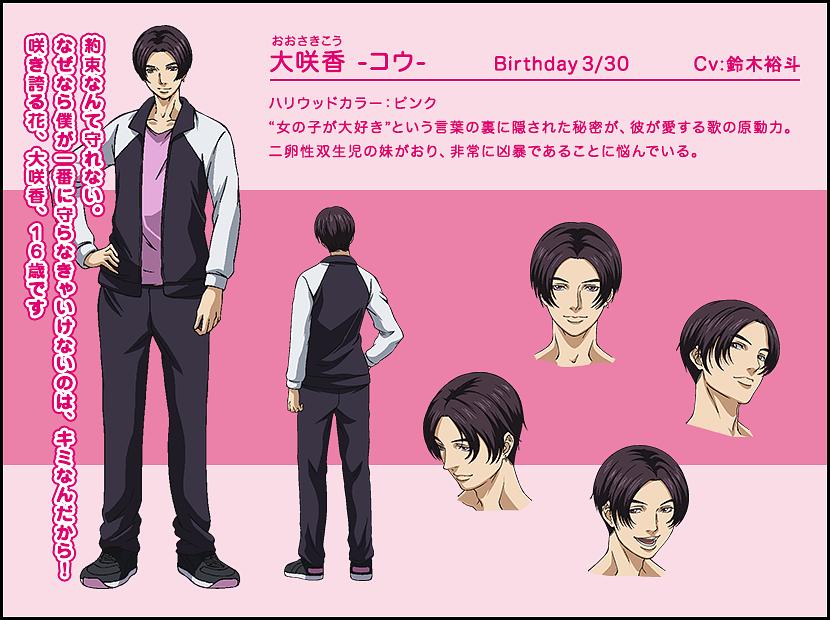 おおさきこう
大咲香 -コウ- Birthday 3/30 Cv:鈴木裕斗
ハリウッドカラー：ピンク
“女の子が大好き”という言葉の裏に隠された秘密が、彼が愛する歌の原動力。
二卵性双生児の妹がおり、非常に凶暴であることに悩んでいる。
約束なんて守れない。
なぜなら僕が一番に守らなきゃいけないのは、キミなんだから！
咲き誇る花、大咲香、16歳です